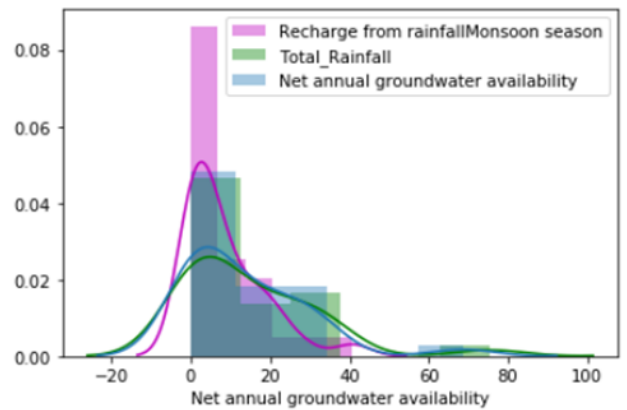 Recharge from rainfallMonsoon season
Total_Rainfall
Net annual groundwater availability
0.08
0.06
0.04
0.02
0.00
−20 0 20 40 60 80 100
Net annual groundwater availability